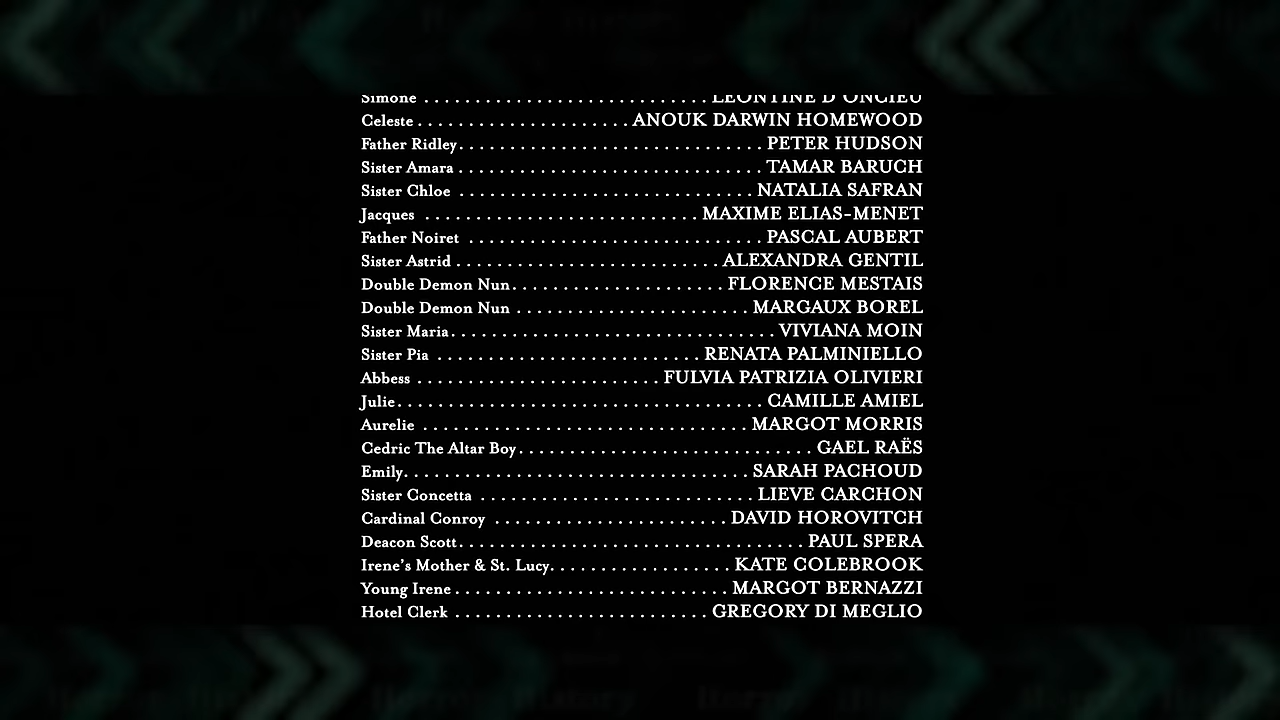 Simone . . . . . . . . . . . . . . . . . . . . . . . . . . . . LEONTINE D'ONCIEU
Celeste . . . . . . . . . . . . . . . . . . . . . ANOUK DARWIN HOMEWOOD
Father Ridley . . . . . . . . . . . . . . . . . . . . . . . . . . . . . . PETER HUDSON
Sister Amara . . . . . . . . . . . . . . . . . . . . . . . . . . . . . . TAMAR BARUCH
Sister Chloe . . . . . . . . . . . . . . . . . . . . . . . . . . . . . NATALIA SAFRAN
Jacques . . . . . . . . . . . . . . . . . . . . . . . . . . . MAXIME ELIAS-MENET
Father Noiret . . . . . . . . . . . . . . . . . . . . . . . . . . . . . PASCAL AUBERT
Sister Astrid . . . . . . . . . . . . . . . . . . . . . . . . . . ALEXANDRA GENTIL
Double Demon Nun . . . . . . . . . . . . . . . . . . . . . FLORENCE MESTAIS
Double Demon Nun . . . . . . . . . . . . . . . . . . . . . . . MARGAUX BOREL
Sister Maria . . . . . . . . . . . . . . . . . . . . . . . . . . . . . . . . VIVIANA MOIN
Sister Pia . . . . . . . . . . . . . . . . . . . . . . . . . . RENATA PALMINIELLO
Abbess . . . . . . . . . . . . . . . . . . . . . . . . FULVIA PATRIZIA OLIVIERI
Julie . . . . . . . . . . . . . . . . . . . . . . . . . . . . . . . . . . . . CAMILLE AMIEL
Aurelie . . . . . . . . . . . . . . . . . . . . . . . . . . . . . . . . MARGOT MORRIS
Cedric The Altar Boy . . . . . . . . . . . . . . . . . . . . . . . . . . . . . GAEL RAËS
Emily . . . . . . . . . . . . . . . . . . . . . . . . . . . . . . . . . . SARAH PACHOUD
Sister Concetta . . . . . . . . . . . . . . . . . . . . . . . . . . . LIEVE CARCHON
Cardinal Conroy . . . . . . . . . . . . . . . . . . . . . . . DAVID HOROVITCH
Deacon Scott . . . . . . . . . . . . . . . . . . . . . . . . . . . . . . . . . . PAUL SPERA
Irene's Mother & St. Lucy . . . . . . . . . . . . . . . . . . KATE COLEBROOK
Young Irene . . . . . . . . . . . . . . . . . . . . . . . . . . . MARGOT BERNAZZI
Hotel Clerk . . . . . . . . . . . . . . . . . . . . . . . . . GREGORY DI MEGLIO